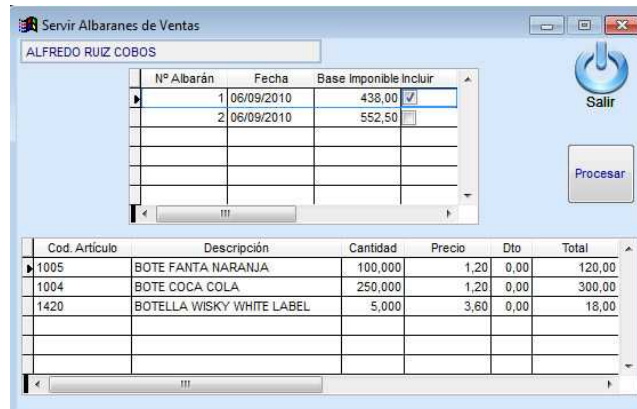 Servir Albaranes de Ventas
ALFREDO RUIZ COBOS
Nº Albarán Fecha Base Imponible Incluir
1 06/09/2010 438,00
2 06/09/2010 552,50
Salir
Procesar
Cod. Artículo Descripción Cantidad Precio Dto Total
1005 BOTE FANTA NARANJA 100,000 1,20 0,00 120,00
1004 BOTE COCA COLA 250,000 1,20 0,00 300,00
1420 BOTELLA WISKY WHITE LABEL 5,000 3,60 0,00 18,00